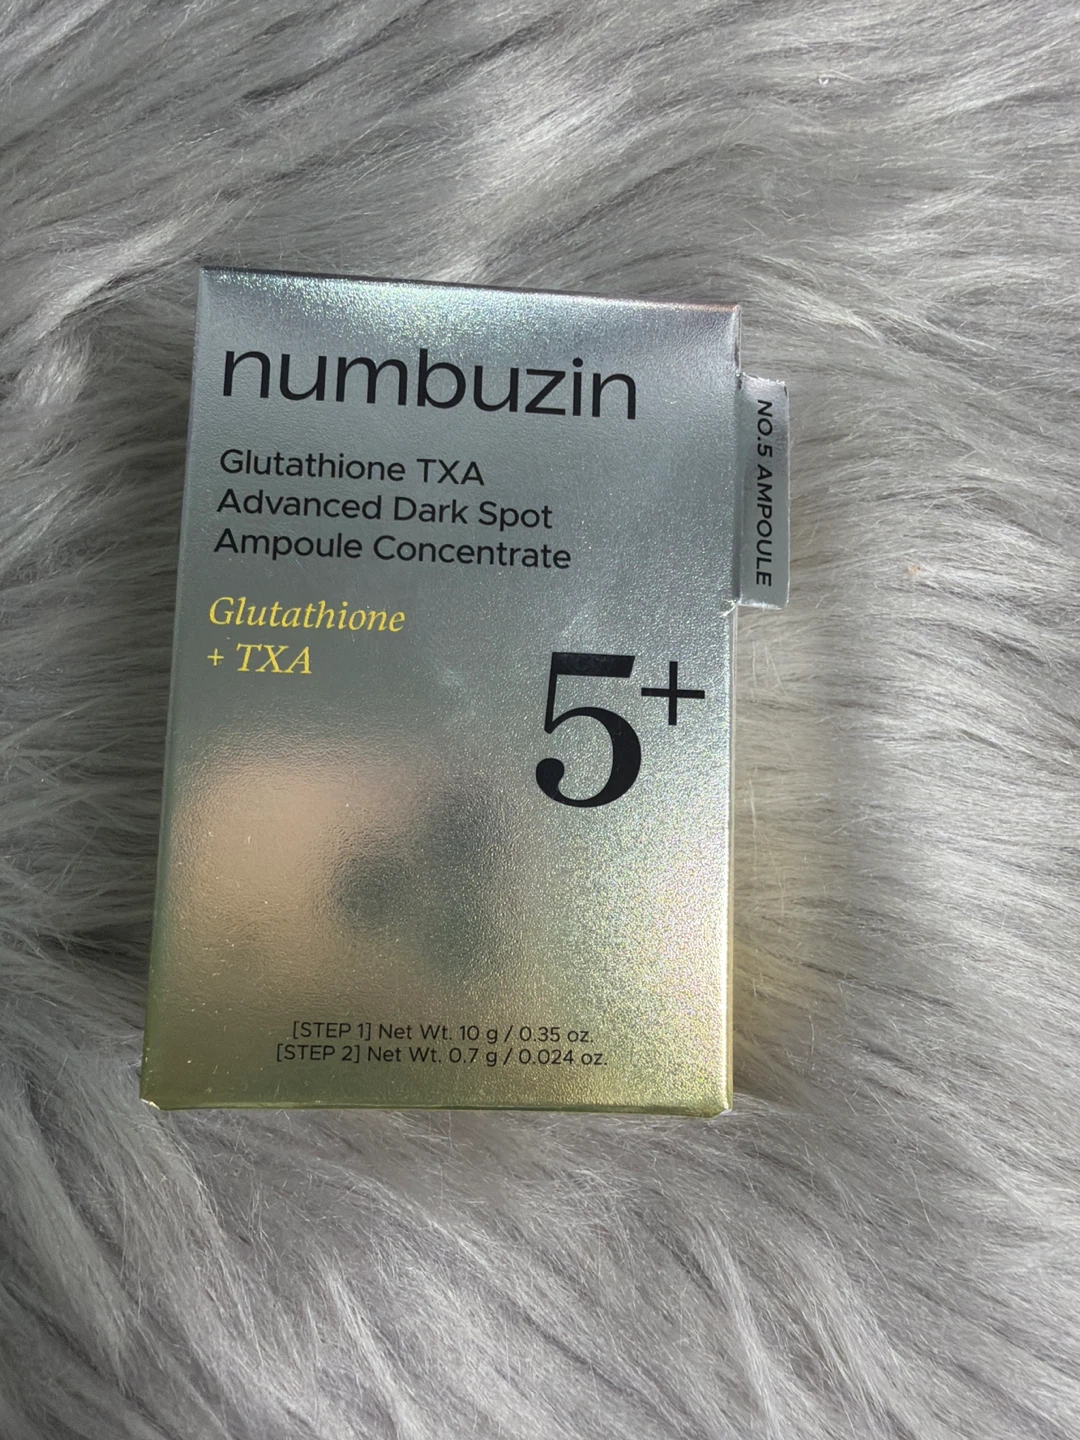 numbuzin
Glutathione TXA
Advanced Dark Spot
Ampoule Concentrate
Glutathione
+ TXA
5+
NO.5 AMPOULE
[STEP 1] Net Wt. 10 g / 0.35 oz.
[STEP 2] Net Wt. 0.7 g / 0.024 oz.